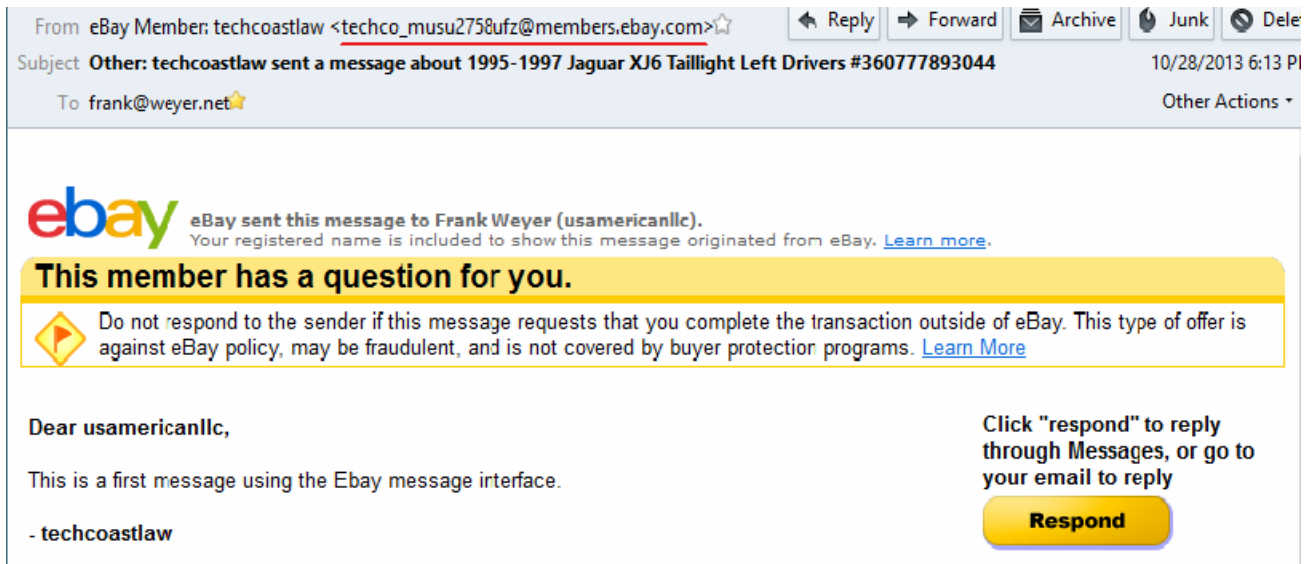 From eBay Member: techcoastlaw <techco_musu2758ufz@members.ebay.com>
Reply Forward Archive Junk Dele
Subject Other: techcoastlaw sent a message about 1995-1997 Jaguar XJ6 Taillight Left Drivers #360777893044
10/28/2013 6:13 P
To frank@weyer.net
Other Actions
ebay
eBay sent this message to Frank Weyer (usamericanllc).
Your registered name is included to show this message originated from eBay. Learn more.
This member has a question for you.
Do not respond to the sender if this message requests that you complete the transaction outside of eBay. This type of offer is
against eBay policy, may be fraudulent, and is not covered by buyer protection programs. Learn More
Dear usamericanllc,
This is a first message using the Ebay message interface.
- techcoastlaw
Click "respond" to reply
through Messages, or go to
your email to reply
Respond